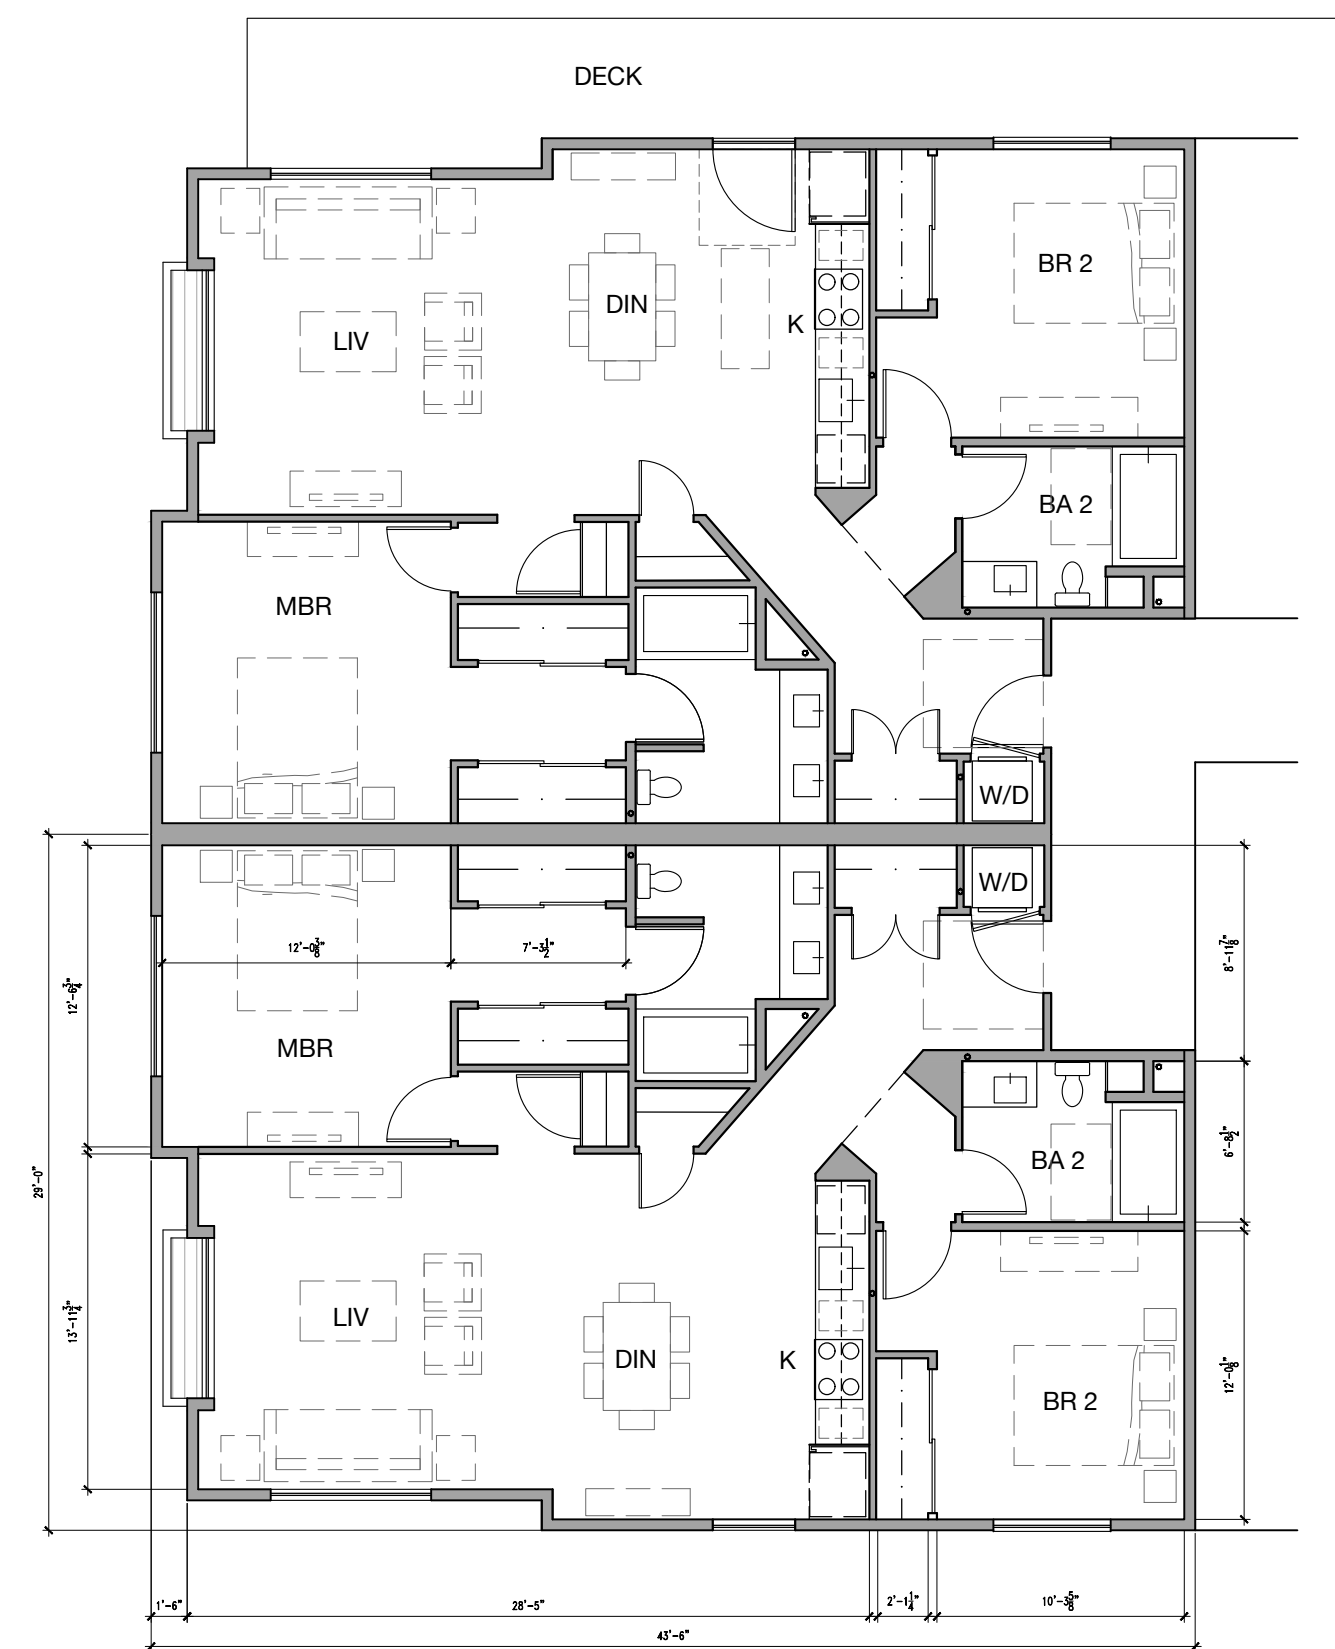 DECK
BR 2
DIN
K
LIV
BA 2
MBR
W/D
W/D
12'-0 3/8"
7'-3 1/2"
8'-11 7/8"
12'-6 3/4"
MBR
6'-8 1/2"
BA 2
29'-0"
13'-11 3/4"
LIV
DIN
K
12'-0 1/8"
BR 2
1'-6"
28'-5"
2'-1 1/4"
10'-3 5/8"
43'-6"